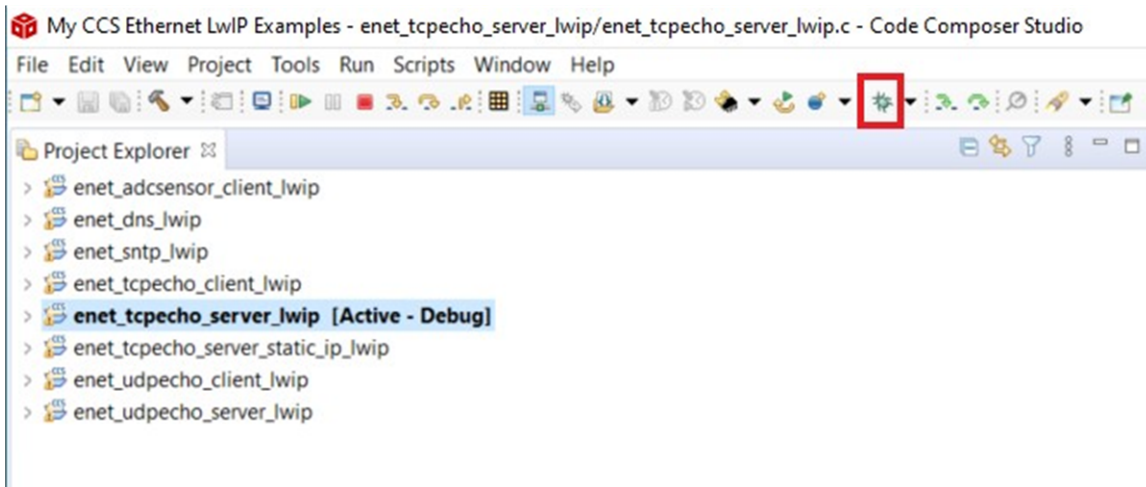 My CCS Ethernet LwIP Examples - enet_tcpecho_server_lwip/enet_tcpecho_server_lwip.c - Code Composer Studio
File Edit View Project Tools Run Scripts Window Help
Project Explorer
enet_adcsensor_client_lwip
enet_dns_lwip
enet_sntp_lwip
enet_tcpecho_client_lwip
enet_tcpecho_server_lwip [Active - Debug]
enet_tcpecho_server_static_ip_lwip
enet_udpecho_client_lwip
enet_udpecho_server_lwip